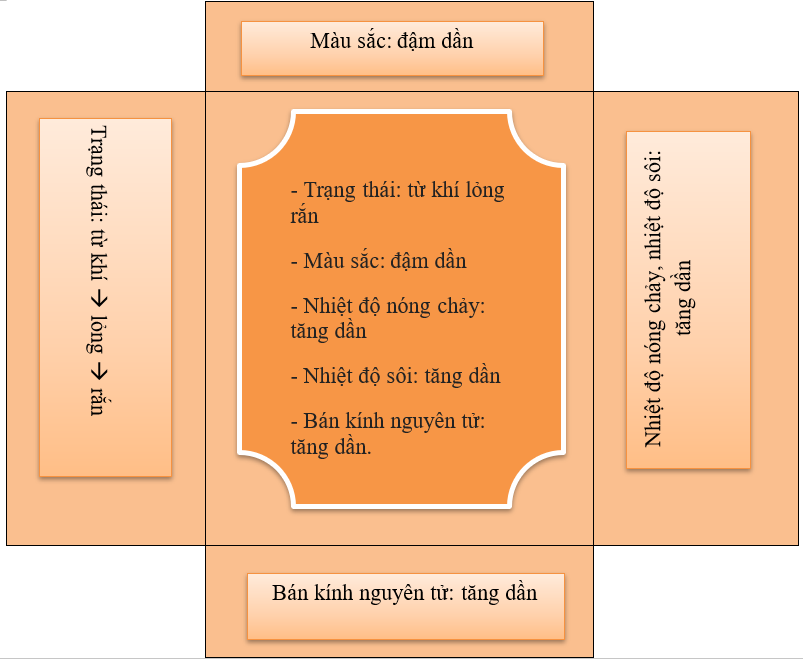 Màu sắc: đậm dần
Trạng thái: từ khí → lỏng → rắn
- Trạng thái: từ khí lỏng
rắn
- Màu sắc: đậm dần
- Nhiệt độ nóng chảy:
tăng dần
- Nhiệt độ sôi: tăng dần
- Bán kính nguyên tử:
tăng dần.
Nhiệt độ nóng chảy, nhiệt độ sôi:
tăng dần
Bán kính nguyên tử: tăng dần